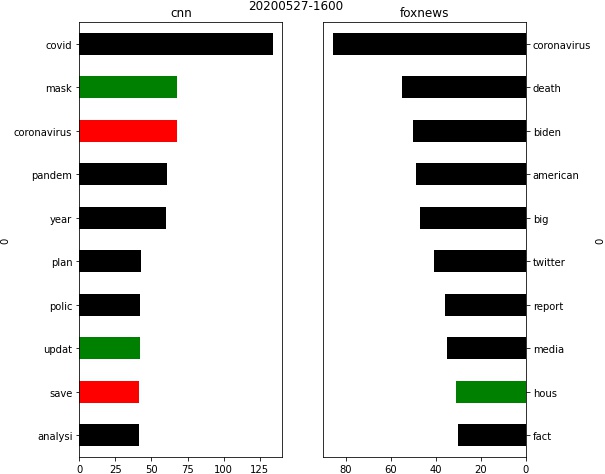 20200527-1600
cnn
foxnews
covid
mask
coronavirus
pandem
year
plan
polic
updat
save
analysi
0 25 50 75 100 125
0
coronavirus
death
biden
american
big
twitter
report
media
hous
fact
80 60 40 20 0
0